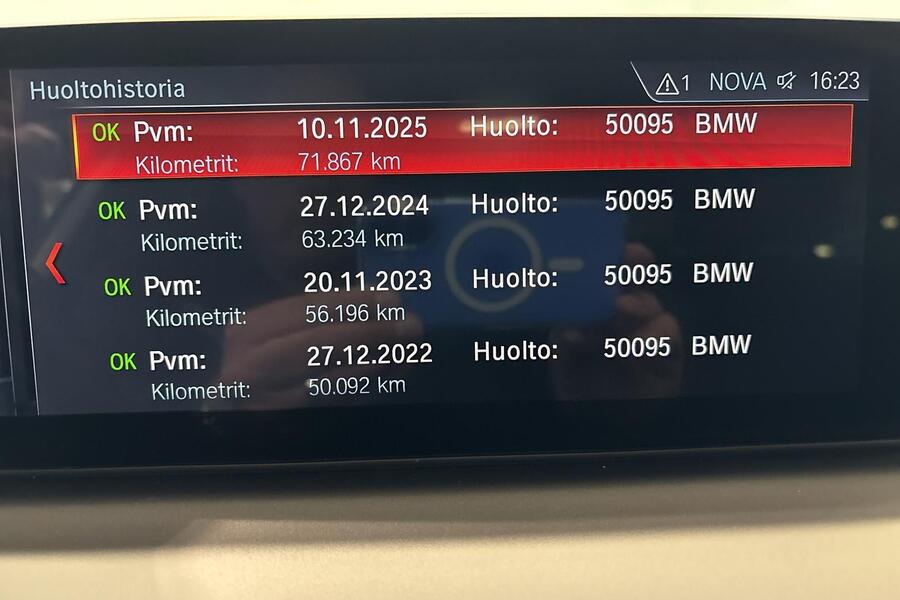 Huoltohistoria
1 NOVA 16:23
OK Pvm: 10.11.2025 Huolto: 50095 BMW
Kilometrit: 71.867 km
OK Pvm: 27.12.2024 Huolto: 50095 BMW
Kilometrit: 63.234 km
OK Pvm: 20.11.2023 Huolto: 50095 BMW
Kilometrit: 56.196 km
OK Pvm: 27.12.2022 Huolto: 50095 BMW
Kilometrit: 50.092 km